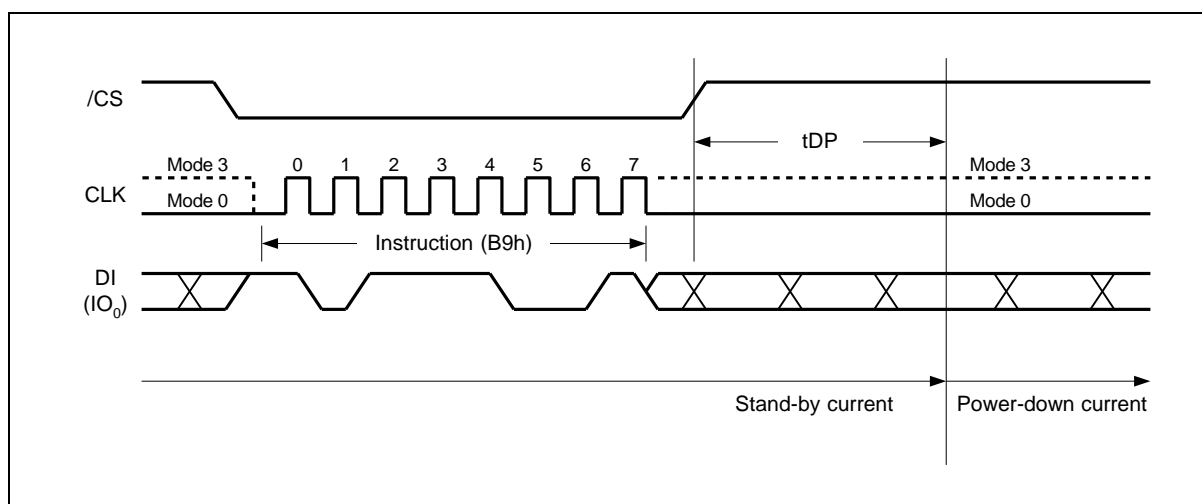 /CS
tDP
Mode 3 0 1 2 3 4 5 6 7 Mode 3
CLK
Mode 0 Mode 0
Instruction (B9h)
DI
(IO0)
Stand-by current Power-down current